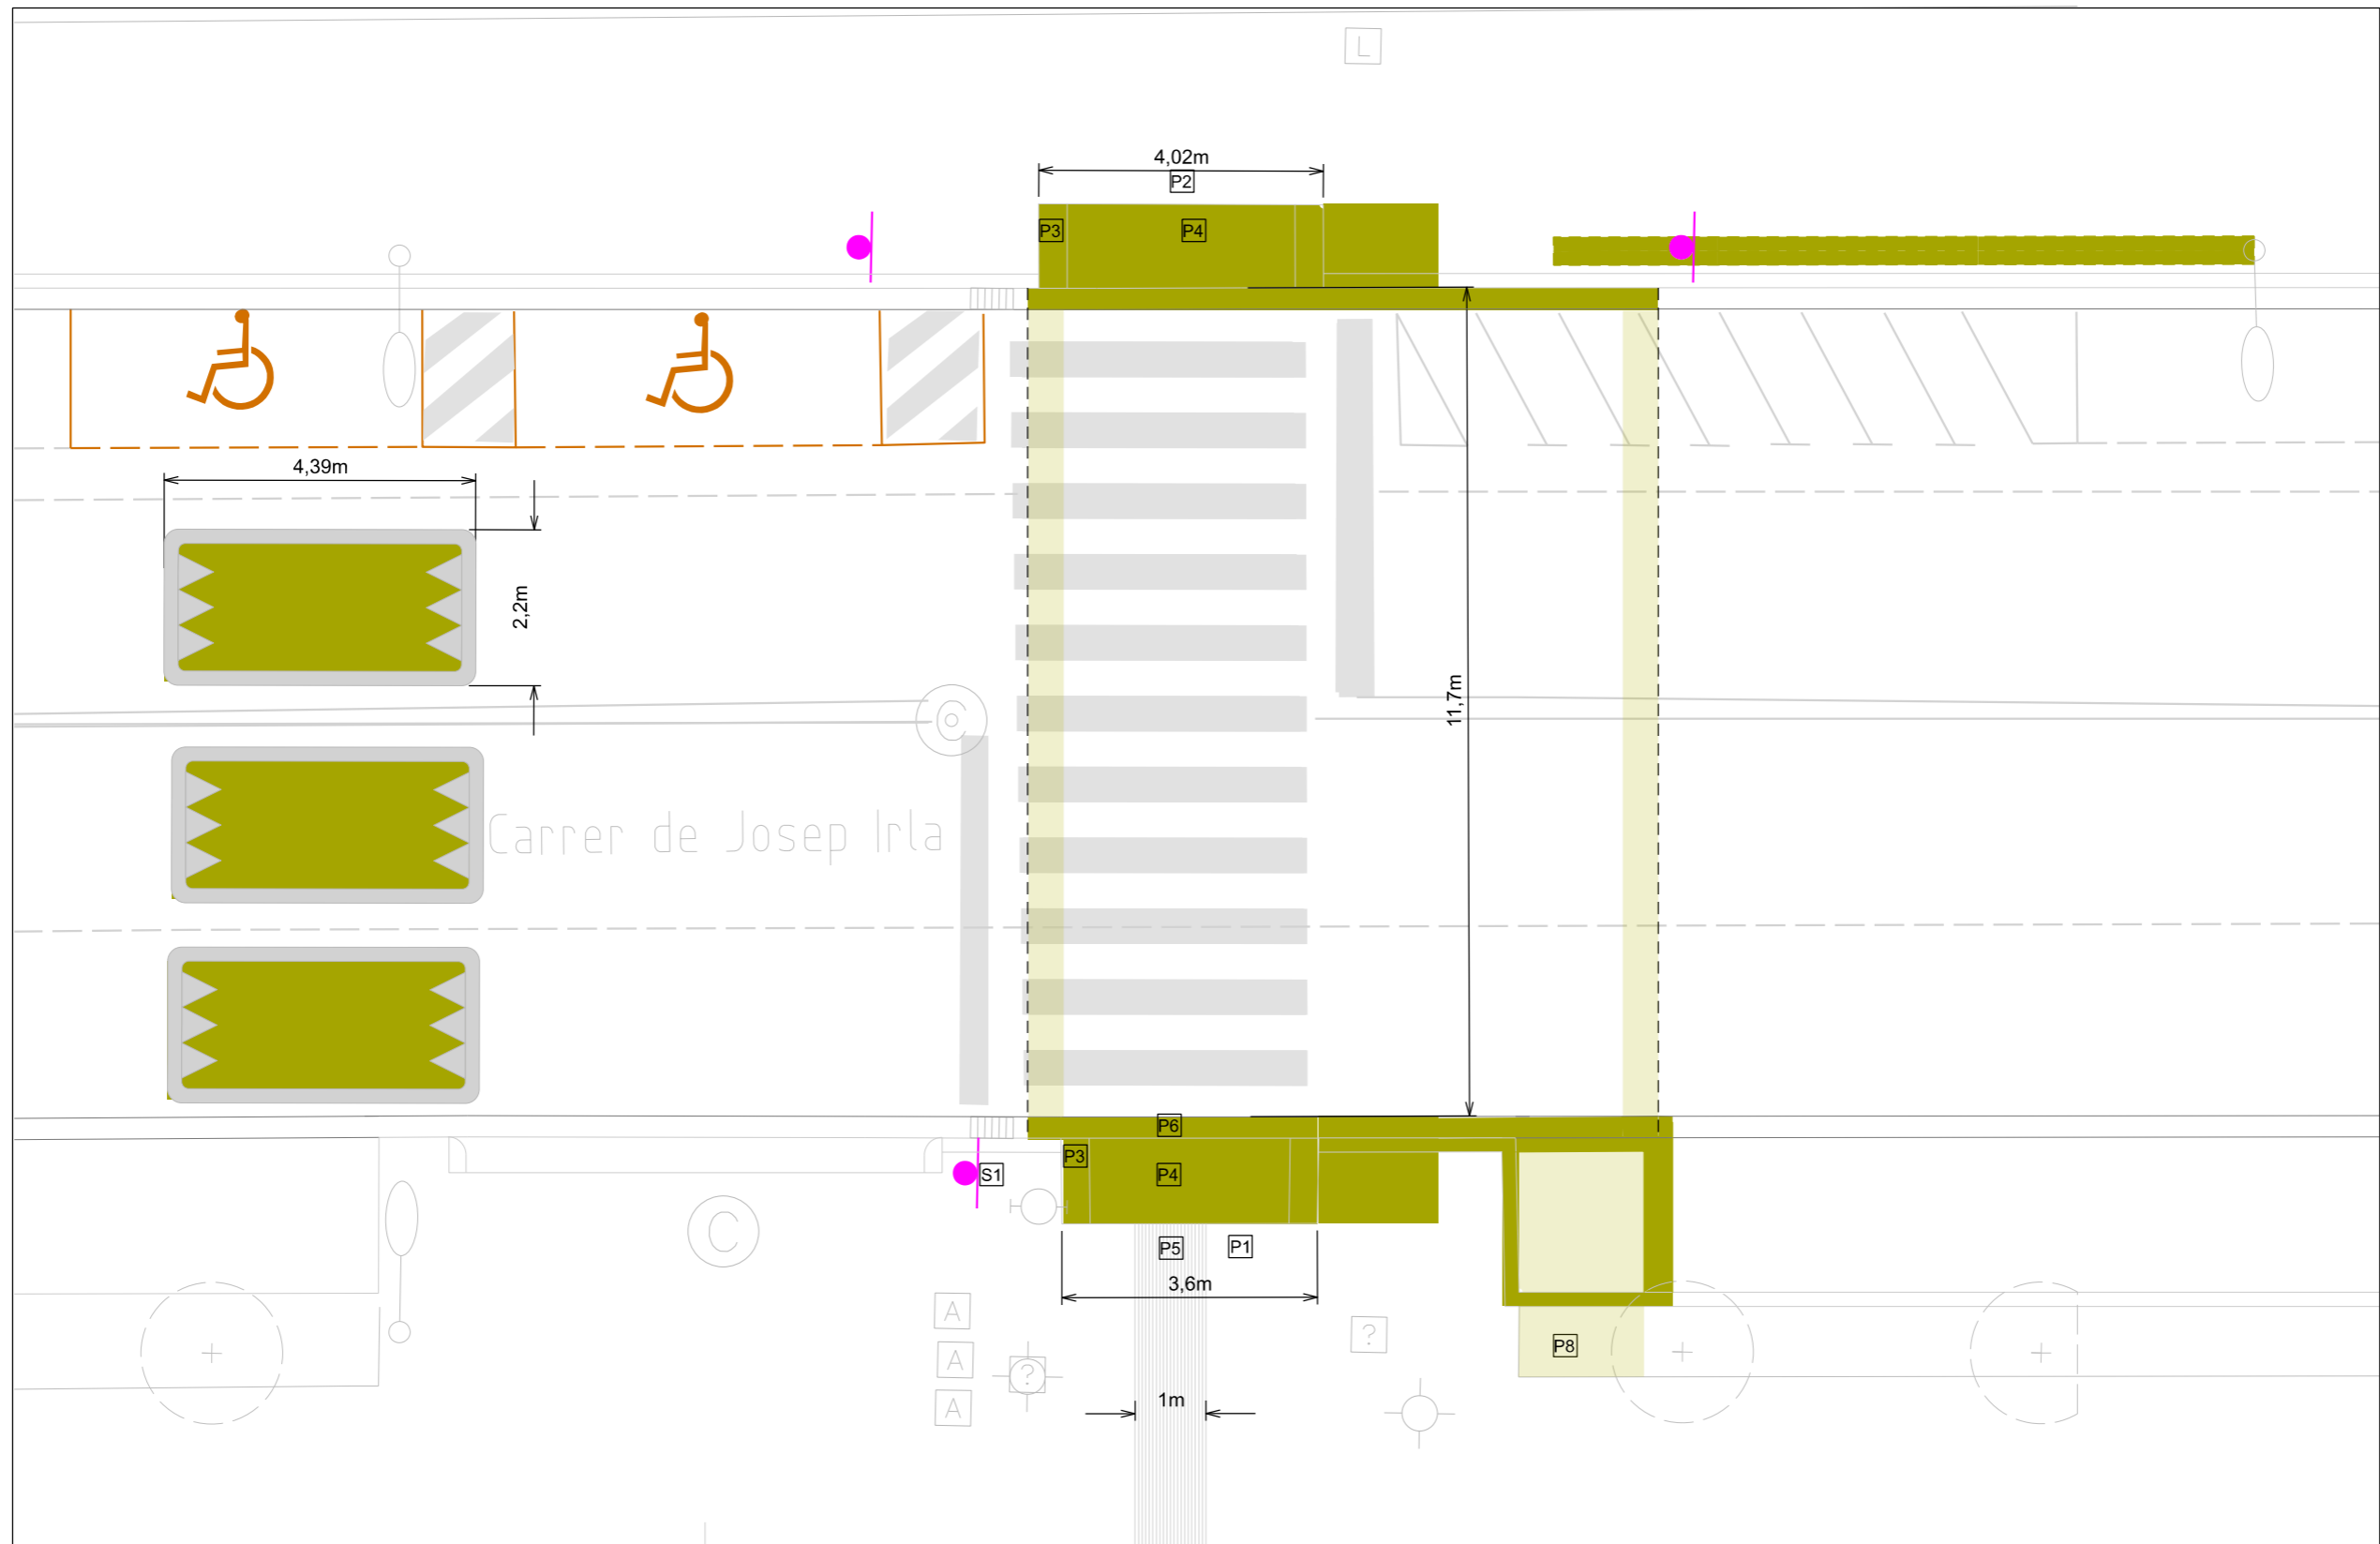 L
4,02m
P2
P3
P4
4,39m
2,2m
11,7m
Carrer de Josep Irla
P6
P3
P4
S1
C
P5
P1
3,6m
A
?
P8
A
?
1m
A